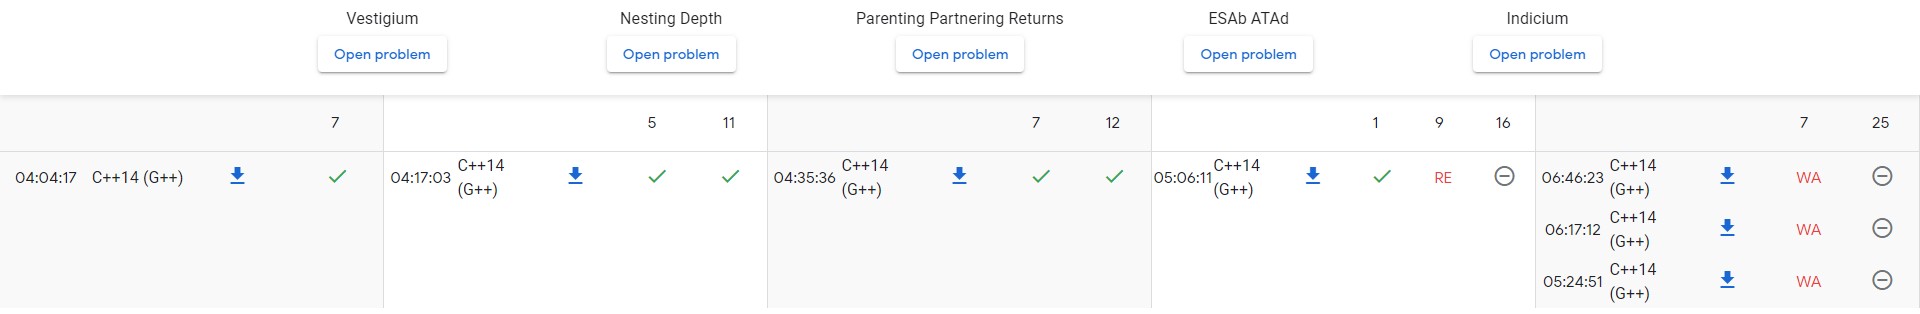 Vestigium Nesting Depth Parenting Partnering Returns ESAb ATAd Indicium
Open problem Open problem Open problem Open problem Open problem
7 5 11 7 12 1 9 16 7 25
04:04:17 C++14 (G++) 04:17:03 C++14 (G++) 04:35:36 C++14 (G++) 05:06:11 C++14 (G++) RE 06:46:23 C++14 (G++) WA
06:17:12 C++14 (G++) WA
05:24:51 C++14 (G++) WA